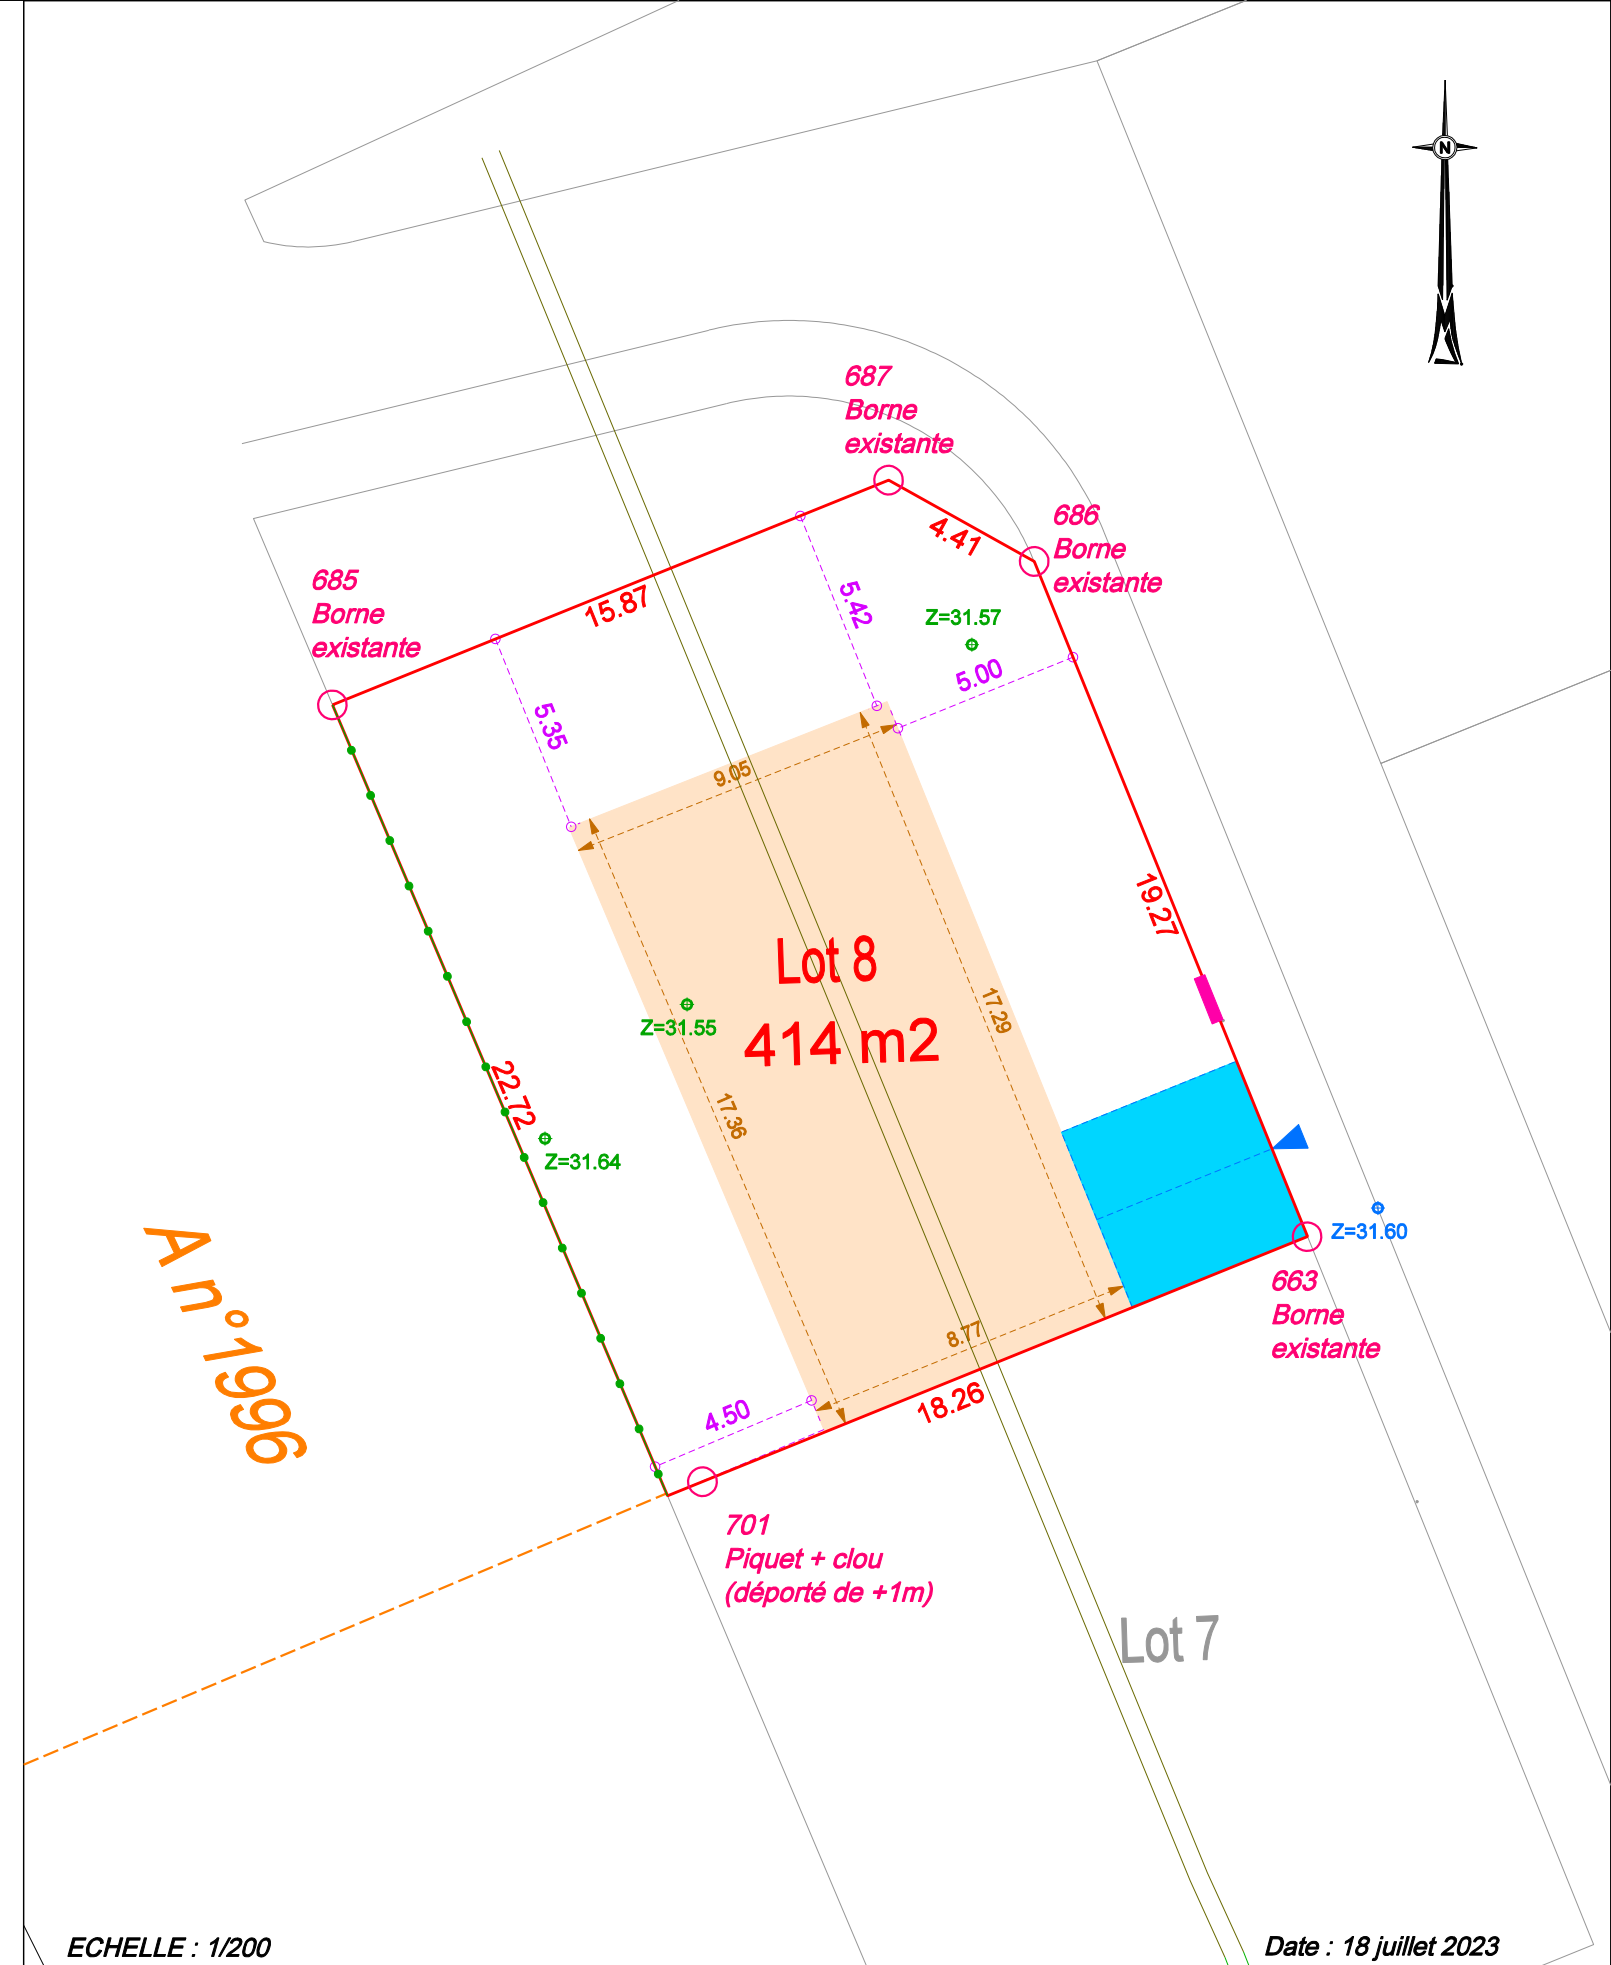 N
687
Borne
existante
686
Borne
existante
4.41
685
Borne
existante
15.87
5.42
Z=31.57
5.00
5.35
9.05
19.27
Lot 8
414 m2
Z=31.55
17.29
22.72
17.36
Z=31.64
A n°1996
Z=31.60
663
Borne
existante
8.77
18.26
4.50
701
Piquet + clou
(déporté de +1m)
Lot 7
ECHELLE : 1/200
Date : 18 juillet 2023